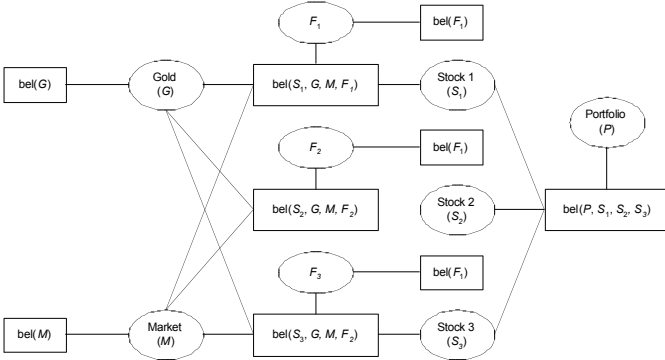 F₁
bel(F₁)
bel(G)
Gold
(G)
bel(S₁, G, M, F₁)
Stock 1
(S₁)
Portfolio
(P)
F₂
bel(F₁)
bel(S₂, G, M, F₂)
Stock 2
(S₂)
bel(P, S₁, S₂, S₃)
F₃
bel(F₁)
bel(M)
Market
(M)
bel(S₃, G, M, F₂)
Stock 3
(S₃)